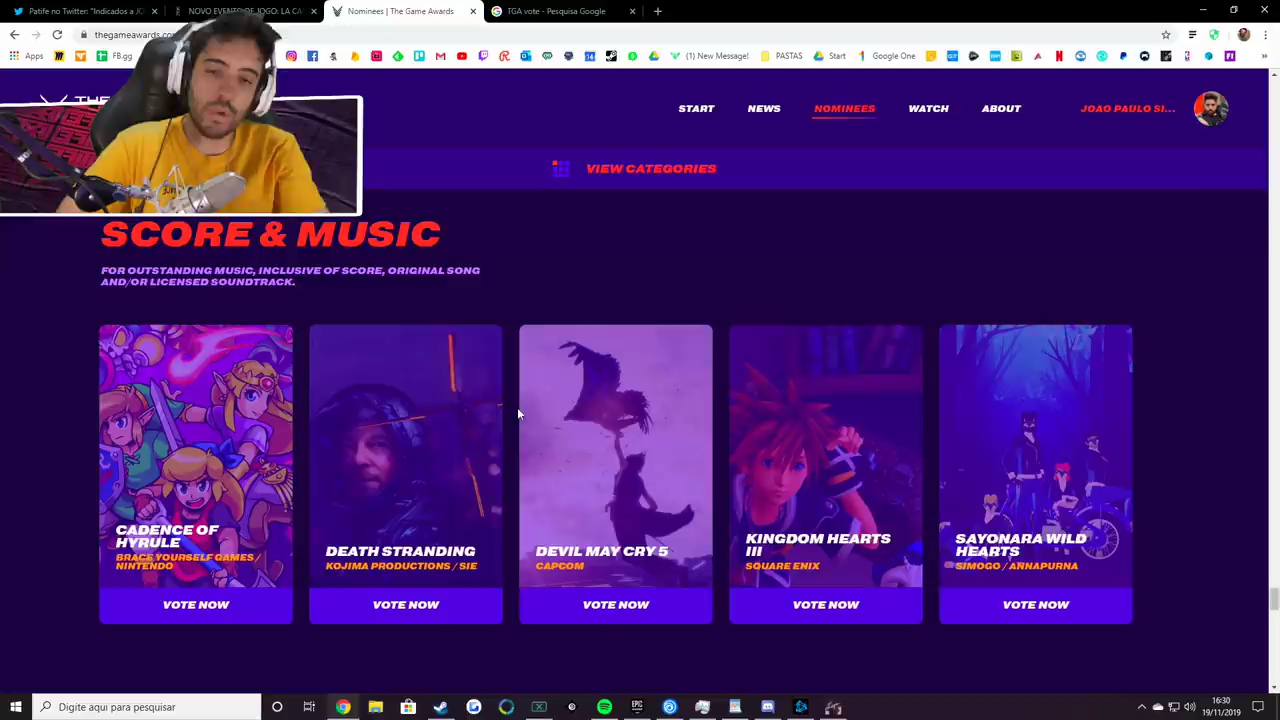 Patife no Twitter: "Indicados a JO
NOVO EVENTO DE JOGO: LA CA
Nominees | The Game Awards
TGA vote - Pesquisa Google
thegameawards.co
Apps
FB.gg
(1) New Message!
PASTAS
Start
Google One
THE
START
NEWS
NOMINEES
WATCH
ABOUT
JOAO PAULO SI...
VIEW CATEGORIES
SCORE & MUSIC
FOR OUTSTANDING MUSIC, INCLUSIVE OF SCORE, ORIGINAL SONG
AND/OR LICENSED SOUNDTRACK.
CADENCE OF
HYRULE
BRACE YOURSELF GAMES /
NINTENDO
VOTE NOW
DEATH STRANDING
KOJIMA PRODUCTIONS / SIE
VOTE NOW
DEVIL MAY CRY 5
CAPCOM
VOTE NOW
KINGDOM HEARTS
III
SQUARE ENIX
VOTE NOW
SAYONARA WILD
HEARTS
SIMOGO / ANNAPURNA
VOTE NOW
Digite aqui para pesquisar
16:30
19/11/2019